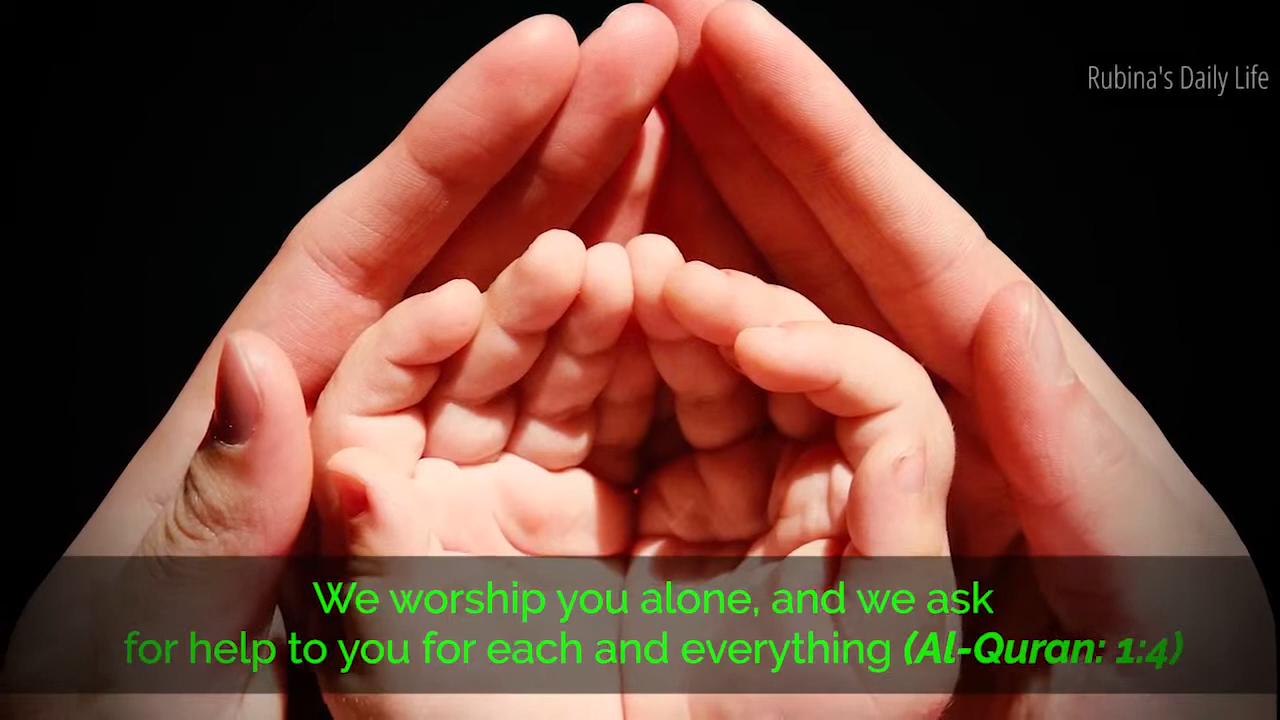 Rubina's Daily Life
We worship you alone, and we ask
for help to you for each and everything (Al-Quran: 1:4)